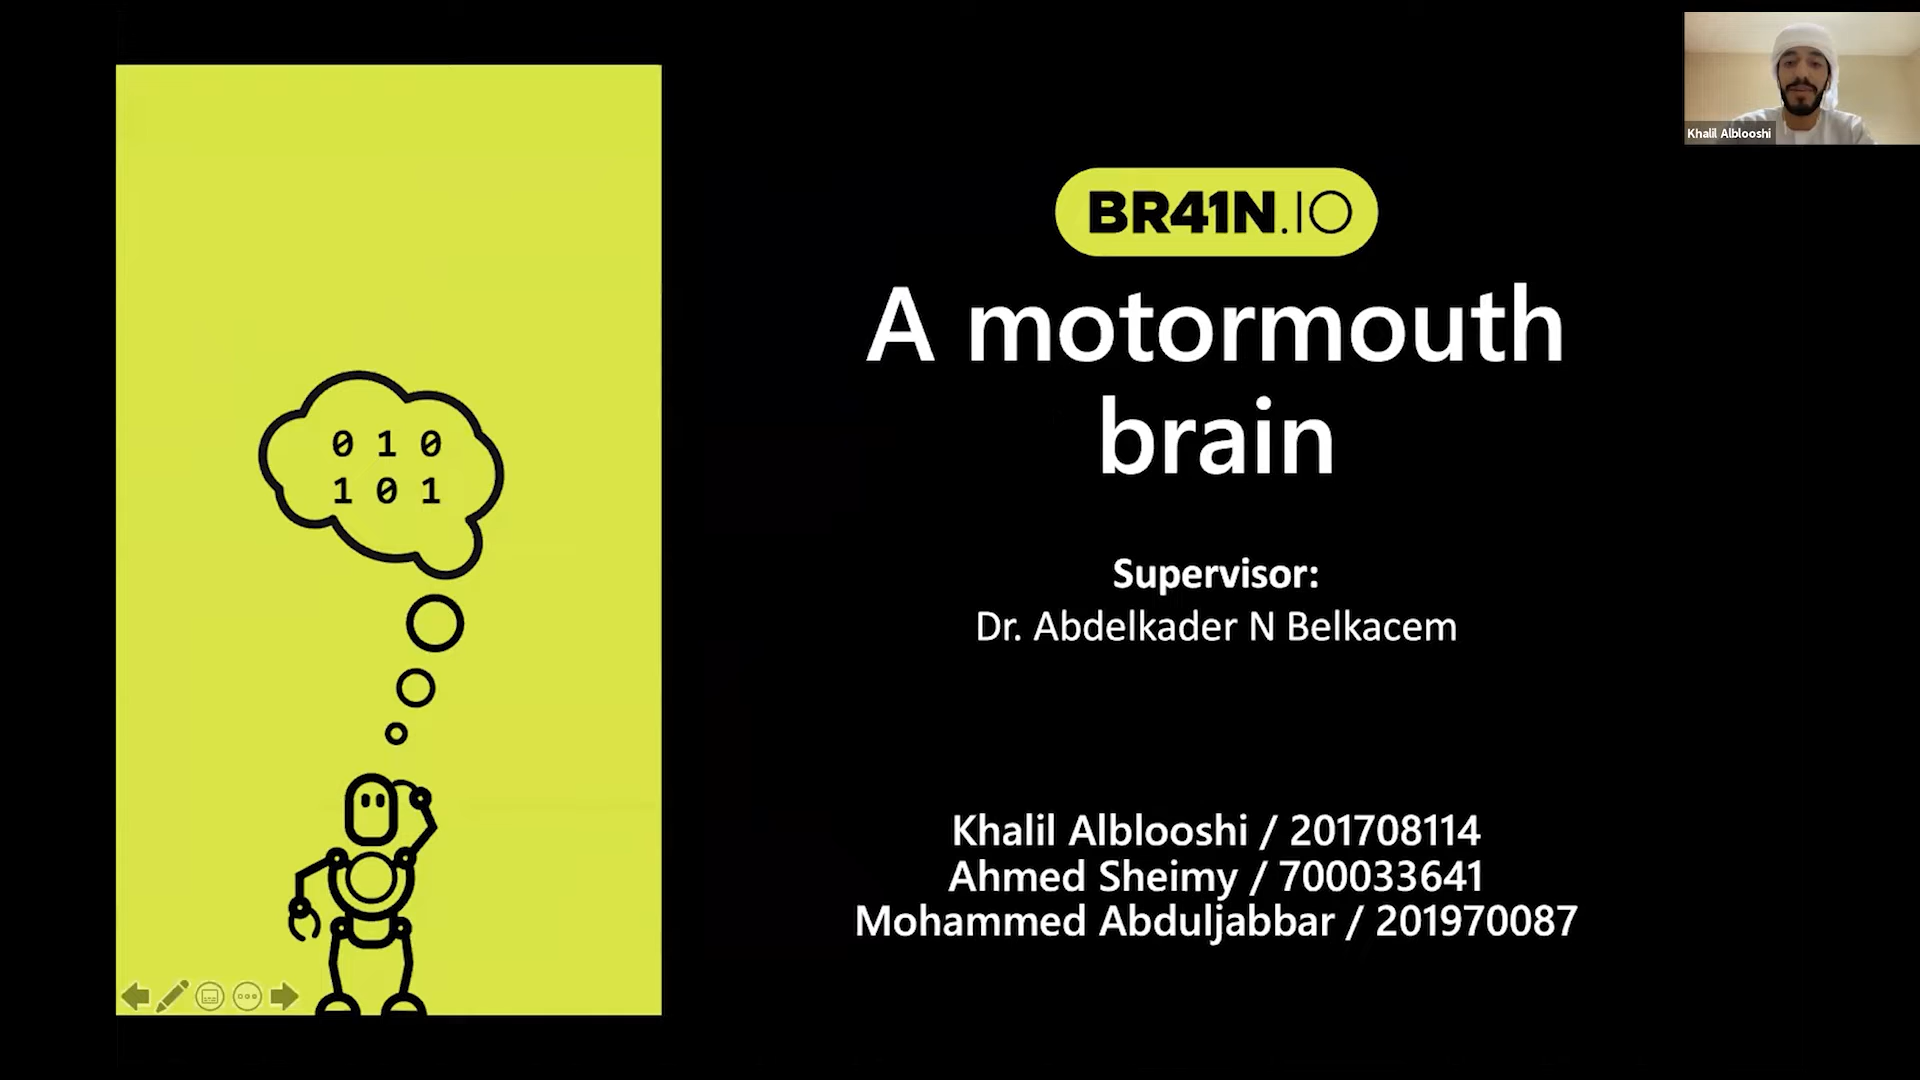 Khalil Alblooshi
BR41N.IO
A motormouth
brain
0 1 0
1 0 1
Supervisor:
Dr. Abdelkader N Belkacem
Khalil Alblooshi / 201708114
Ahmed Sheimy / 700033641
Mohammed Abduljabbar / 201970087